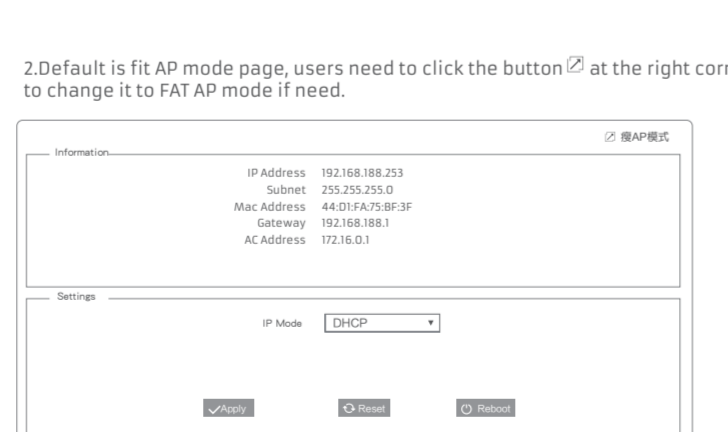 2.Default is fit AP mode page, users need to click the button at the right
to change it to FAT AP mode if need.
瘦AP模式
Information
IP Address 192.168.188.253
Subnet 255.255.255.0
Mac Address 44:D1:FA:75:BF:3F
Gateway 192.168.188.1
AC Address 172.16.0.1
Settings
IP Mode DHCP
Apply Reset Reboot